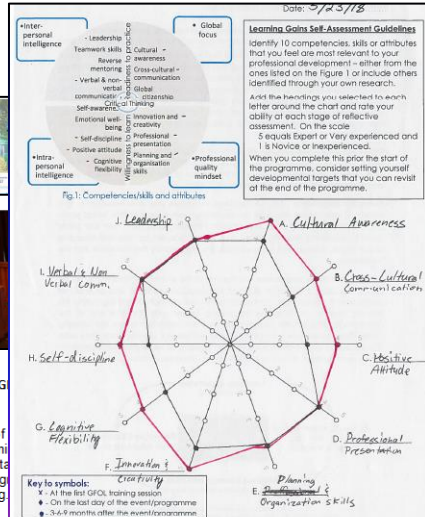 Date: 5/23/18
•Inter-
personal
intelligence
• Global
focus
- Leadership
Teamwork skills
Reverse
mentoring
- Verbal & non-
verbal
communication
Readiness to practice
Cultural -
awareness
Cross-cultural -
communication
Global
citizenship
Critical Thinking
Self-awareness
Emotional well-
being
- Self-discipline
- Positive attitude
- Cognitive
flexibility
Willingness to learn
Innovation and -
creativity
Professional -
presentation
Planning and -
organisation
skills
•Intra-
personal
intelligence
•Professional
quality
mindset
Fig.1: Competencies/skills and attributes
Learning Gains Self-Assessment Guidelines
Identify 10 competencies, skills or attributes
that you feel are most relevant to your
professional development – either from the
ones listed on the Figure 1 or include others
identified through your own research.
Add the headings you selected to each
letter around the chart and rate your
ability at each stage of reflective
assessment. On the scale
5 equals Expert or Very experienced and
1 is Novice or Inexperienced.
When you complete this prior the start of
the programme, consider setting yourself
developmental targets that you can revisit
at the end of the programme.
J. Leadership
A. Cultural Awareness
I. Verbal & Non
Verbal Comm.
B. Cross-Cultural
Communication
H. Self-discipline
C. Positive
Attitude
G. Cognitive
Flexibility
D. Professional
Presentation
F. Innovation &
Creativity
Planning
E. &
Organization Skills
Key to symbols:
x - At the first GFOL training session
• - On the last day of the event/programme
• - 3-6-9 months after the event/programme